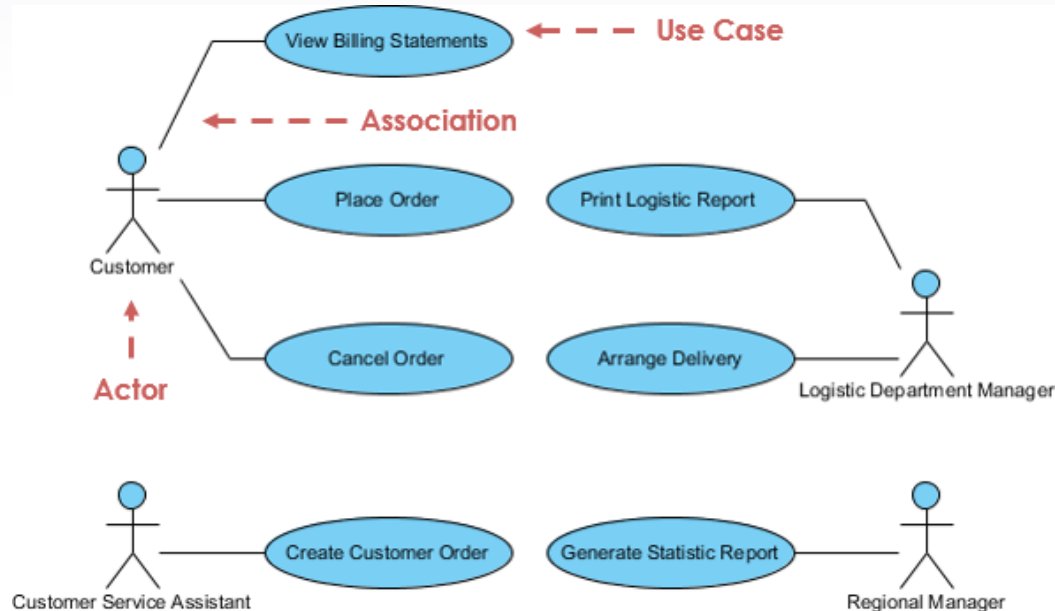 View Billing Statements
Use Case
Association
Place Order
Print Logistic Report
Customer
Cancel Order
Arrange Delivery
Actor
Logistic Department Manager
Create Customer Order
Generate Statistic Report
Customer Service Assistant
Regional Manager